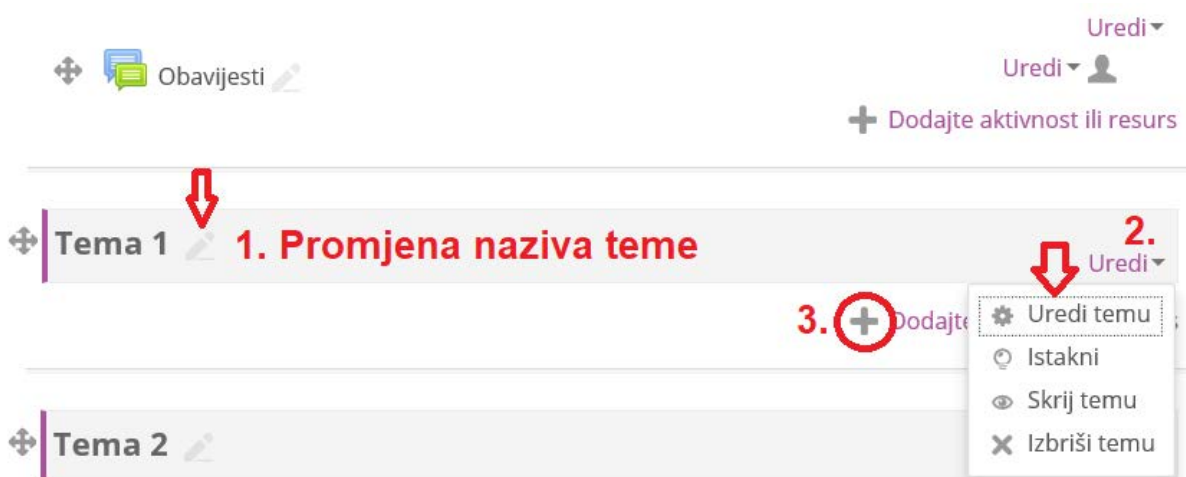 Uredi
Obavijesti
Uredi
Dodajte aktivnost ili resurs
Tema 1
1. Promjena naziva teme
2.
Uredi
3.
Dodajte
Uredi temu
s
Istakni
Skrij temu
Izbriši temu
Tema 2